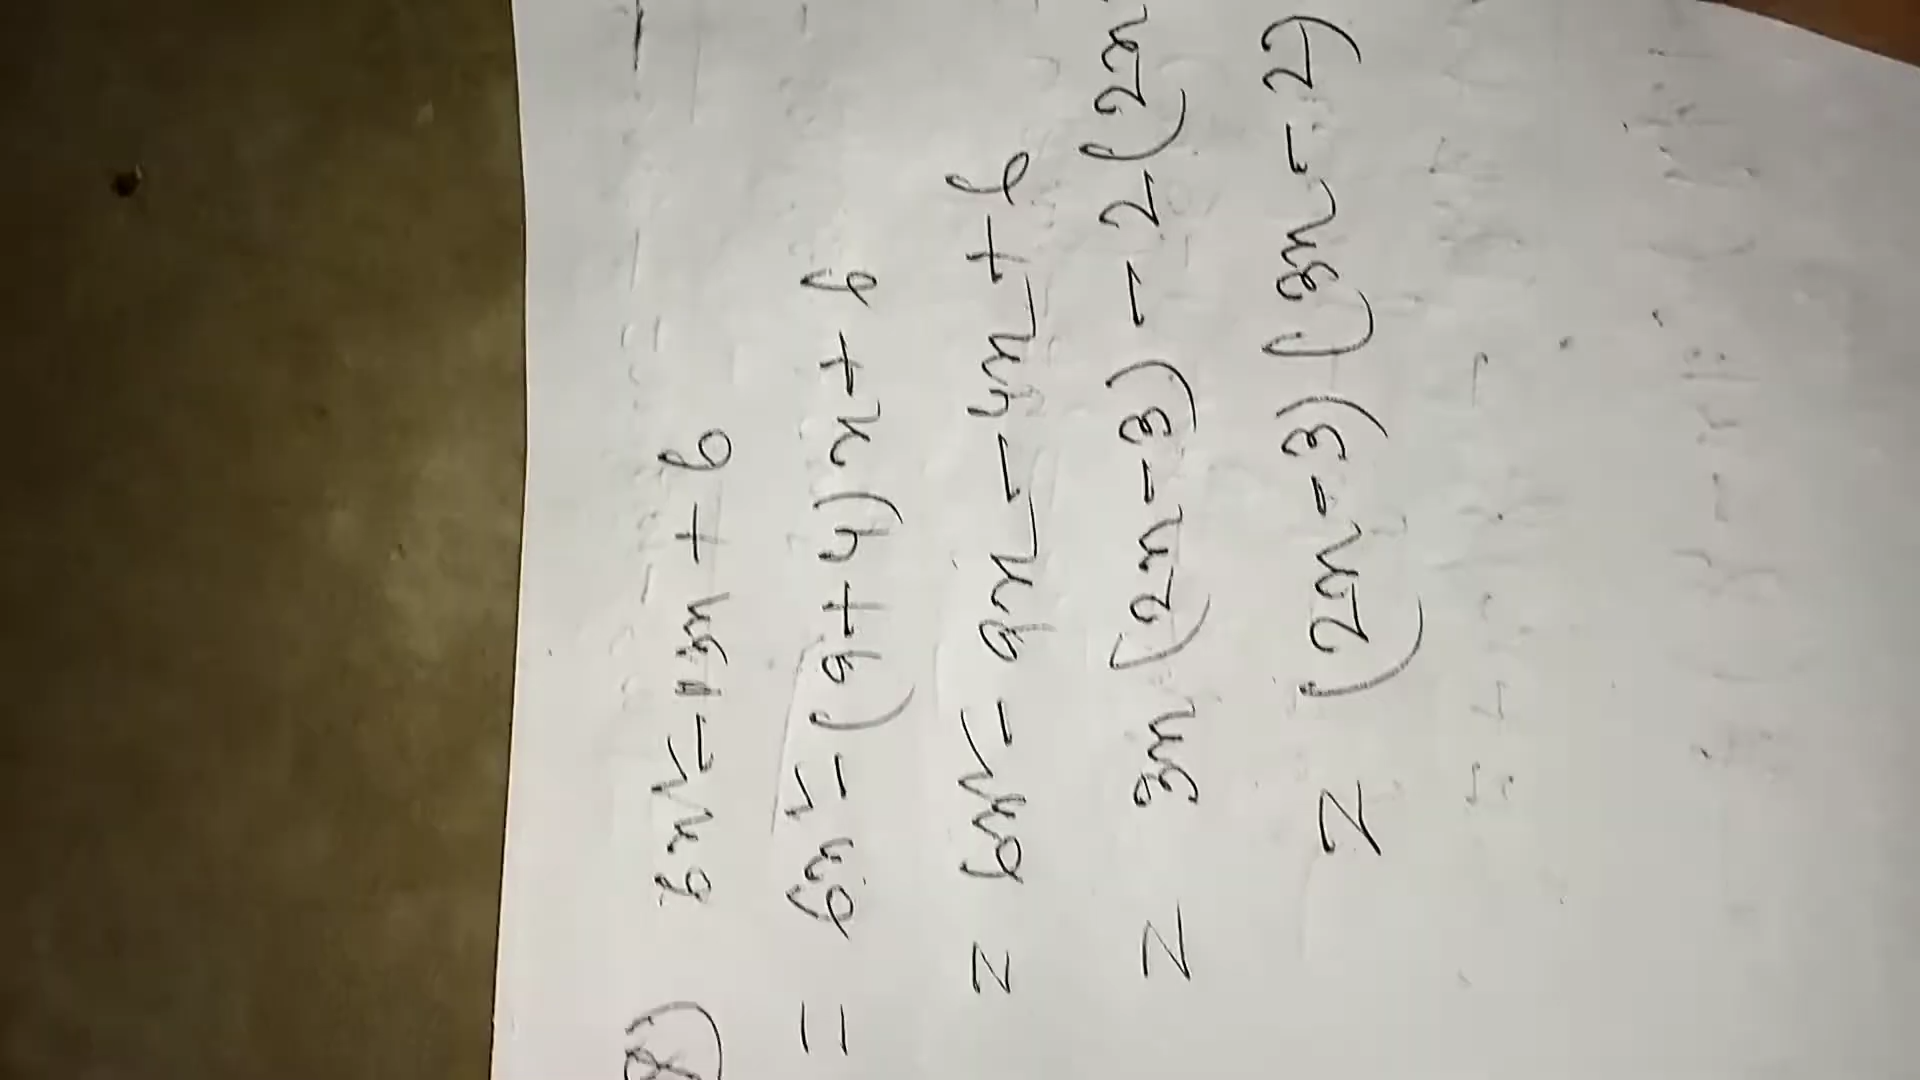 8) 6x² - 13x + 6
= 6x² - (9+4)x + 6
= 6x² - 9x - 4x + 6
= 3x(2x-3) - 2(2x
= (2x-3)(3x-2)